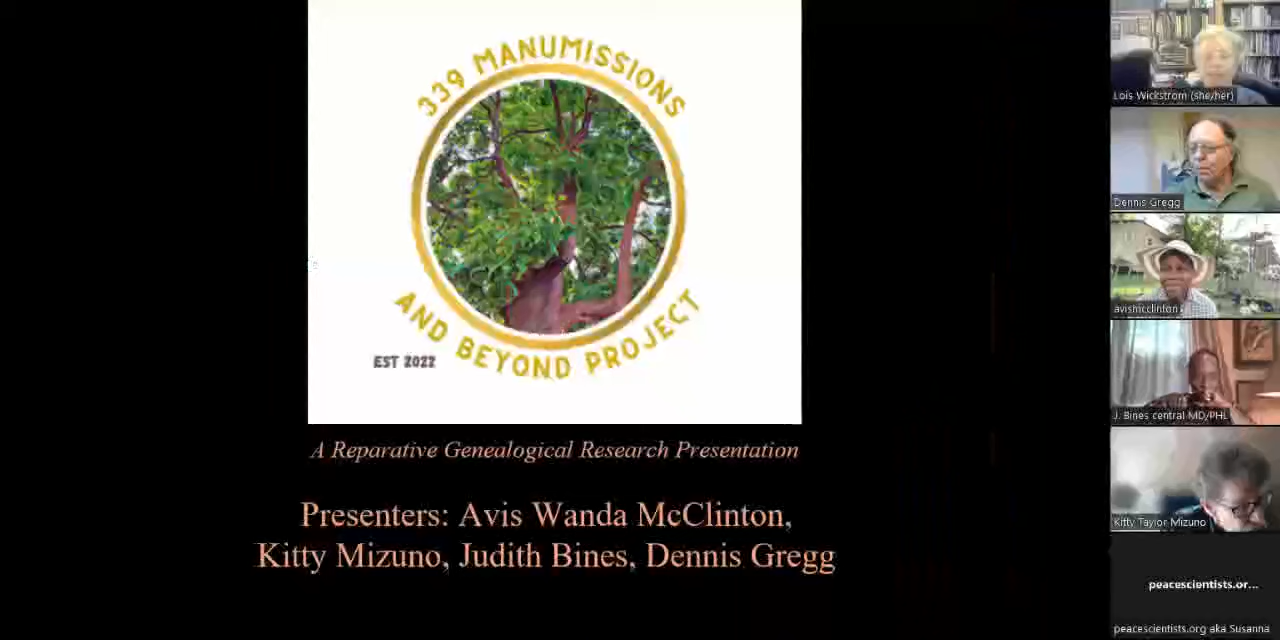 339 MANUMISSIONS
AND BEYOND PROJECT
EST 2022
A Reparative Genealogical Research Presentation
Presenters: Avis Wanda McClinton,
Kitty Mizuno, Judith Bines, Dennis Gregg
Lois Wickstrom (she/her)
Dennis Gregg
avismcclinton
J. Bines central MD/PHL
Kitty Taylor Mizuno
peacescientists.or...
peacescientists.org aka Susanna